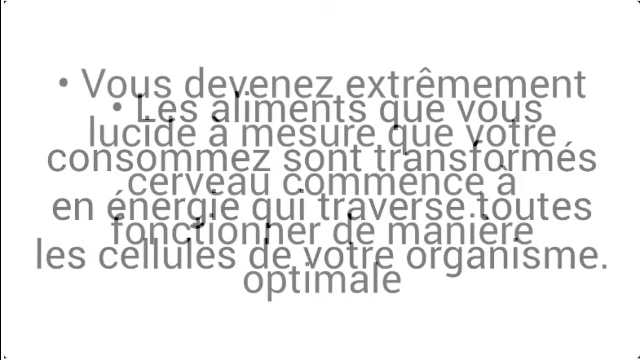 • Vous devenez extrêmement
lucide à mesure que votre
cerveau commence à
fonctionner de manière
optimale
• Les aliments que vous
consommez sont transformés
en énergie qui traverse toutes
les cellules de votre organisme.